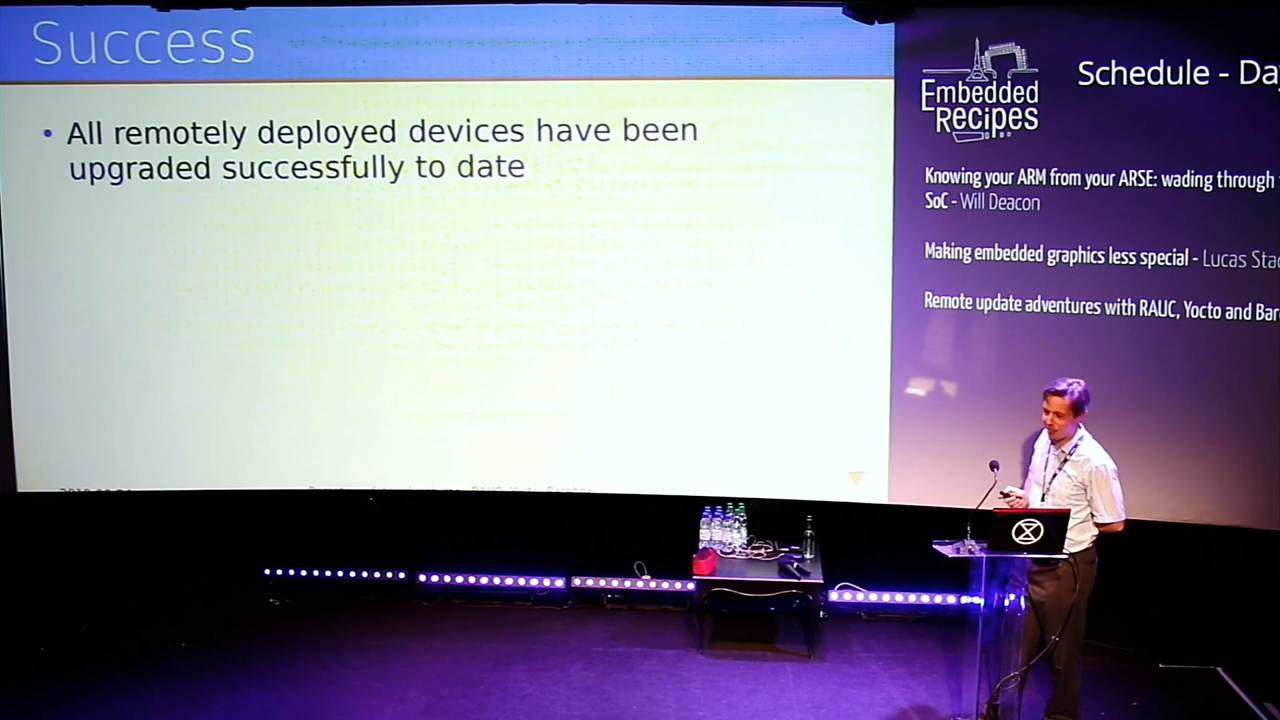 Success
• All remotely deployed devices have been
upgraded successfully to date
Embedded
Recipes
Schedule - Da
Knowing your ARM from your ARSE: wading through
SoC - Will Deacon
Making embedded graphics less special - Lucas Sta
Remote update adventures with RAUC, Yocto and Bar